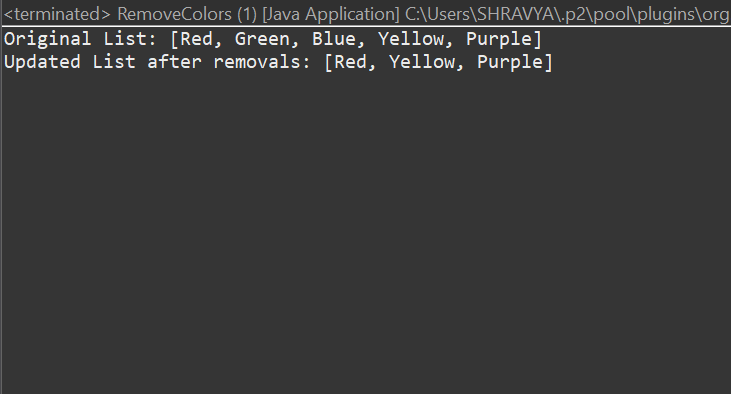 <terminated> RemoveColors (1) [Java Application] C:\Users\SHRAVYA\.p2\pool\plugins\org
Original List: [Red, Green, Blue, Yellow, Purple]
Updated List after removals: [Red, Yellow, Purple]